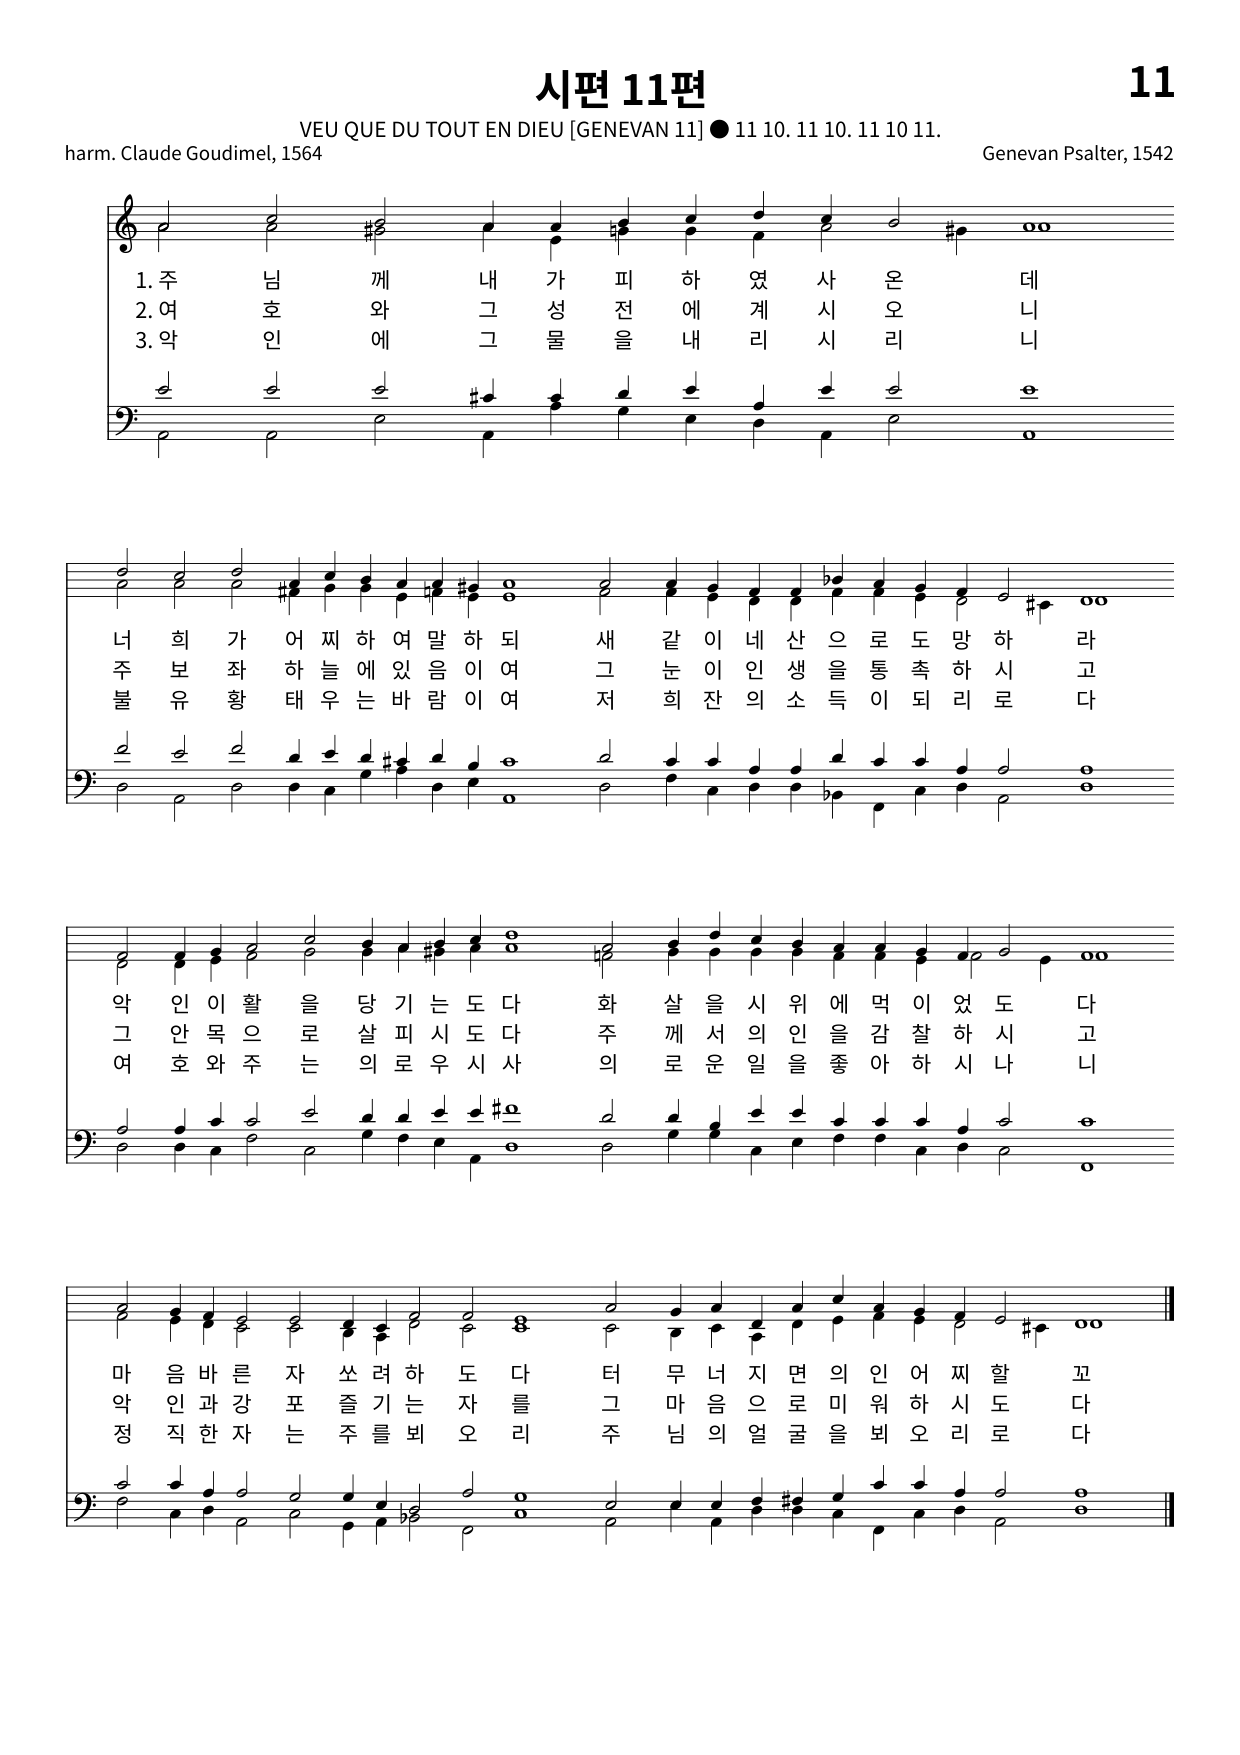 시편 11편
11
VEU QUE DU TOUT EN DIEU [GENEVAN 11] ● 11 10. 11 10. 11 10 11.
harm. Claude Goudimel, 1564
Genevan Psalter, 1542
1. 주 님 께 내 가 피 하 였 사 온 데
2. 여 호 와 그 성 전 에 계 시 오 니
3. 악 인 에 그 물 을 내 리 시 리 니
너 희 가 어 찌 하 여 말 하 되 새 같 이 네 산 으 로 도 망 하 라
주 보 좌 하 늘 에 있 음 이 여 그 눈 이 인 생 을 통 촉 하 시 고
불 유 황 태 우 는 바 람 이 여 저 희 잔 의 소 득 이 되 리 로 다
악 인 이 활 을 당 기 는 도 다 화 살 을 시 위 에 먹 이 었 도 다
그 안 목 으 로 살 피 시 도 다 주 께 서 의 인 을 감 찰 하 시 고
여 호 와 주 는 의 로 우 시 사 의 로 운 일 을 좋 아 하 시 나 니
마 음 바 른 자 쏘 려 하 도 다 터 무 너 지 면 의 인 어 찌 할 꼬
악 인 과 강 포 즐 기 는 자 를 그 마 음 으 로 미 워 하 시 도 다
정 직 한 자 는 주 를 뵈 오 리 주 님 의 얼 굴 을 뵈 오 리 로 다